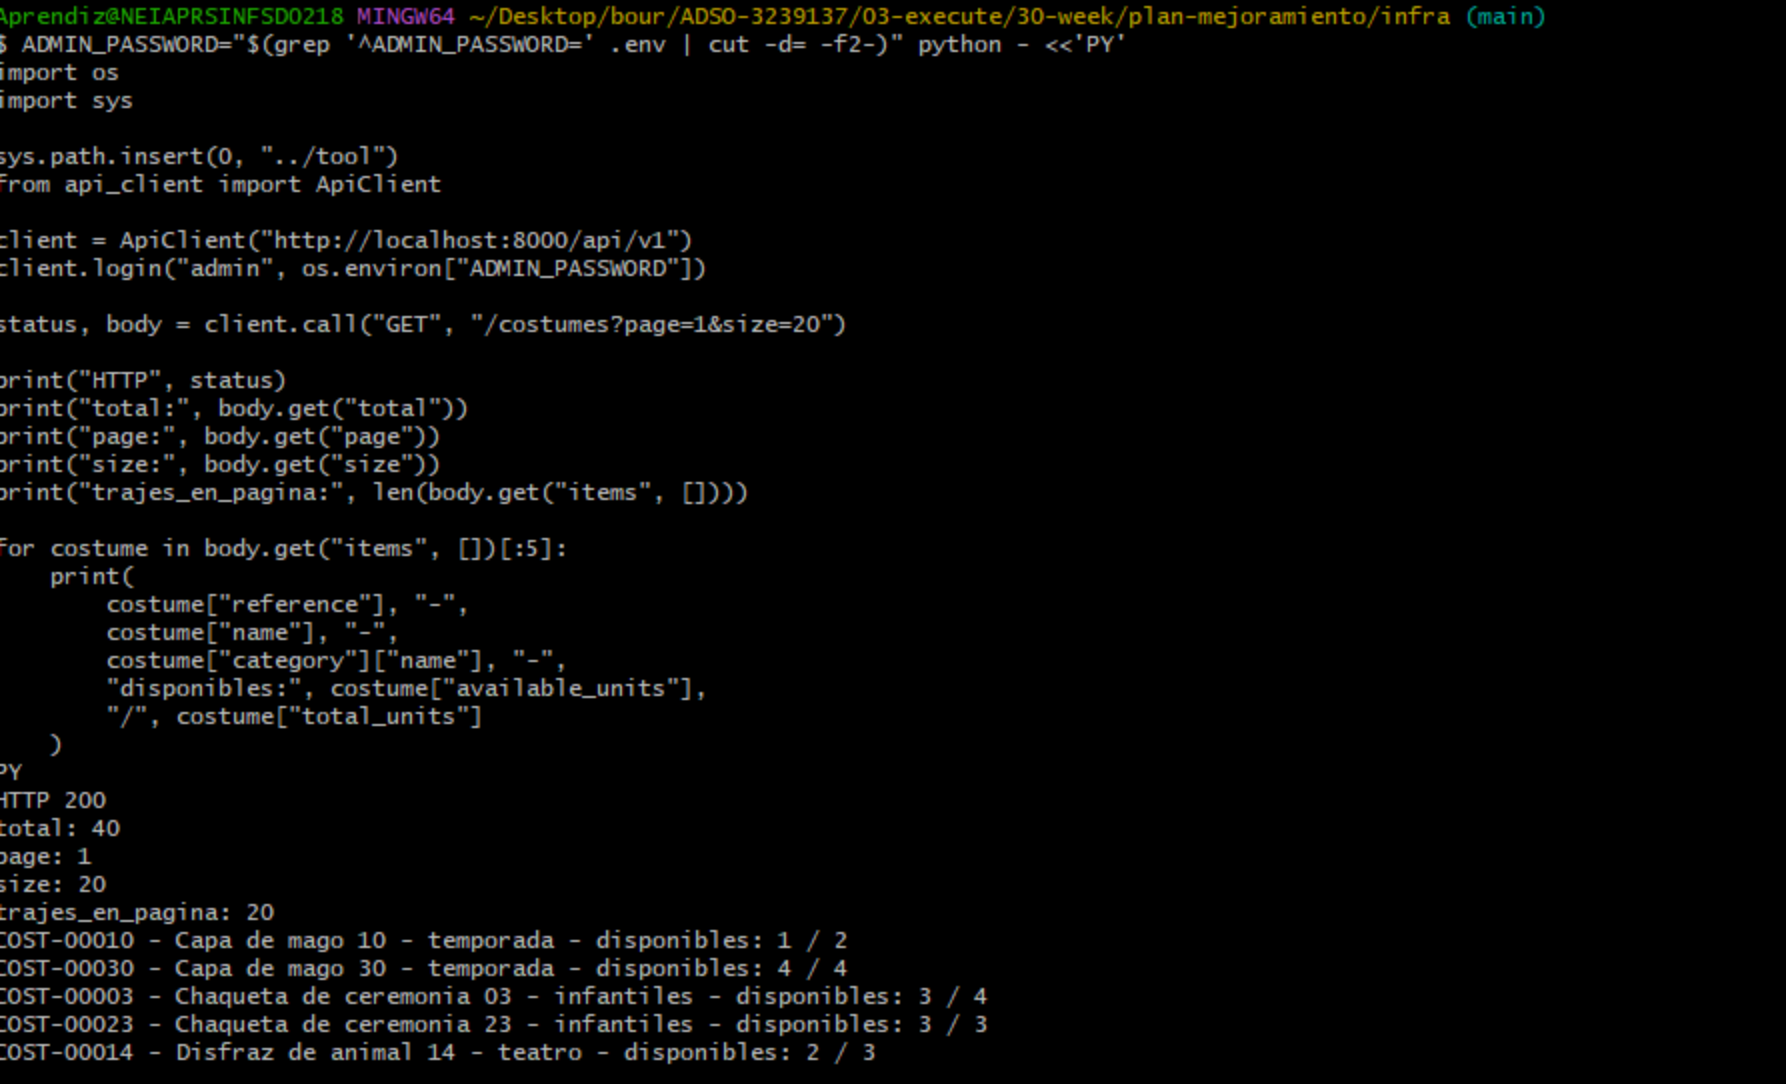 Aprendiz@NEIAPRSINFSD0218 MINGW64 ~/Desktop/bour/ADSO-3239137/03-execute/30-week/plan-mejoramiento/infra (main)
$ ADMIN_PASSWORD="$(grep '^ADMIN_PASSWORD=' .env | cut -d= -f2-)" python - <<'PY'
import os
import sys

sys.path.insert(0, "../tool")
from api_client import ApiClient

client = ApiClient("http://localhost:8000/api/v1")
client.login("admin", os.environ["ADMIN_PASSWORD"])

status, body = client.call("GET", "/costumes?page=1&size=20")

print("HTTP", status)
print("total:", body.get("total"))
print("page:", body.get("page"))
print("size:", body.get("size"))
print("trajes_en_pagina:", len(body.get("items", [])))

for costume in body.get("items", [])[:5]:
    print(
        costume["reference"], "-",
        costume["name"], "-",
        costume["category"]["name"], "-",
        "disponibles:", costume["available_units"],
        "/", costume["total_units"]
    )
PY
HTTP 200
total: 40
page: 1
size: 20
trajes_en_pagina: 20
COST-00010 - Capa de mago 10 - temporada - disponibles: 1 / 2
COST-00030 - Capa de mago 30 - temporada - disponibles: 4 / 4
COST-00003 - Chaqueta de ceremonia 03 - infantiles - disponibles: 3 / 4
COST-00023 - Chaqueta de ceremonia 23 - infantiles - disponibles: 3 / 3
COST-00014 - Disfraz de animal 14 - teatro - disponibles: 2 / 3